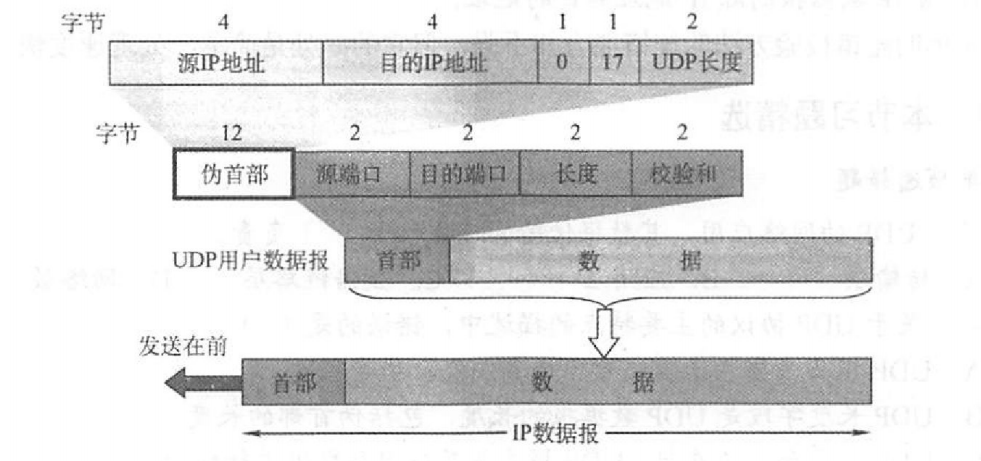 字节 4 4 1 1 2
源IP地址 目的IP地址 0 17 UDP长度
字节 12 2 2 2 2
伪首部 源端口 目的端口 长度 校验和
UDP用户数据报 首部 数 据
发送在前
首部 数 据
IP数据报